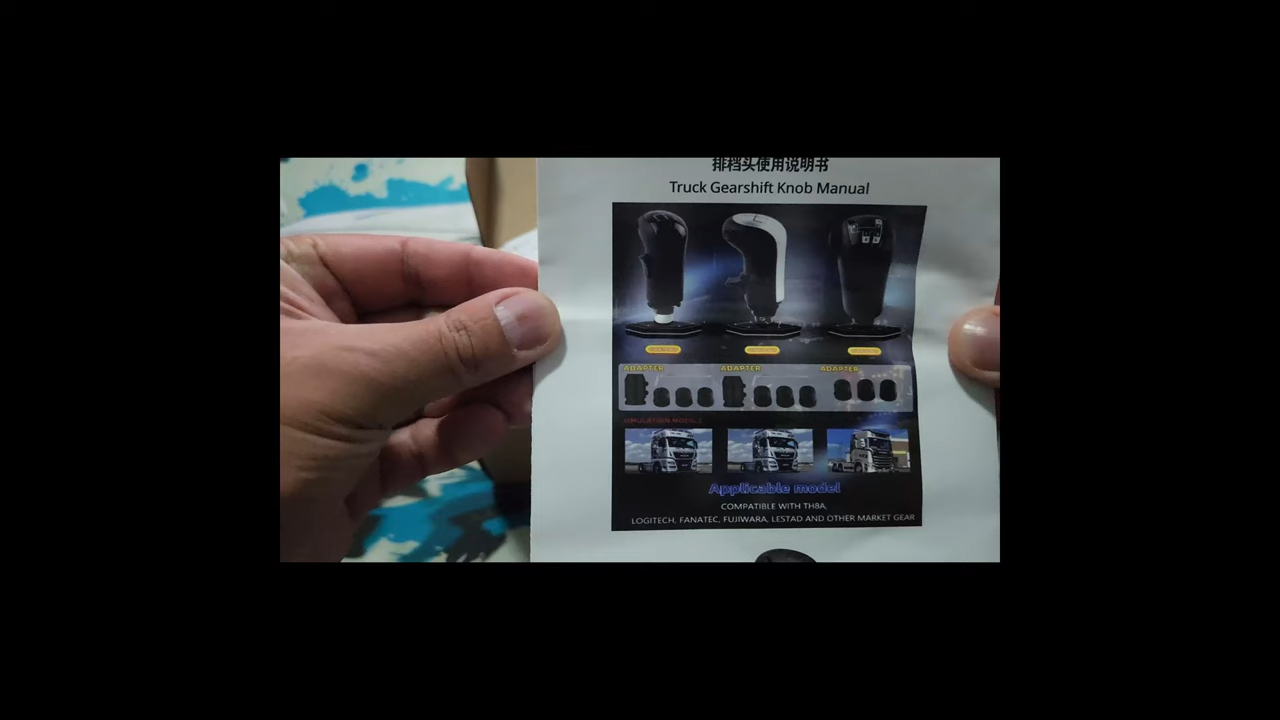 排档头使用说明书
Truck Gearshift Knob Manual
ADAPTER ADAPTER ADAPTER
Applicable model
COMPATIBLE WITH TH8A,
LOGITECH, FANATEC, FUJIWARA, LESTAD AND OTHER MARKET GEAR